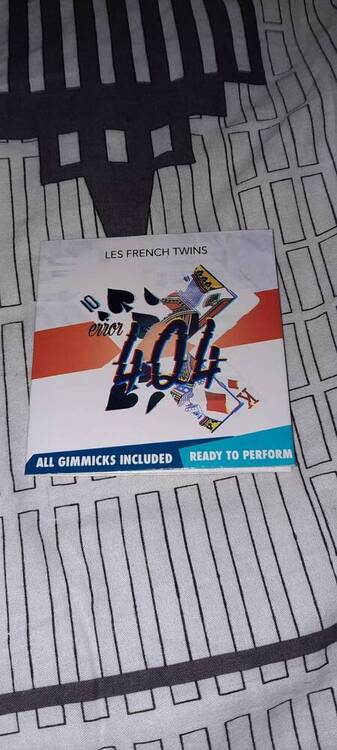 LES FRENCH TWINS
10
error
404
K
ALL GIMMICKS INCLUDED
READY TO PERFORM